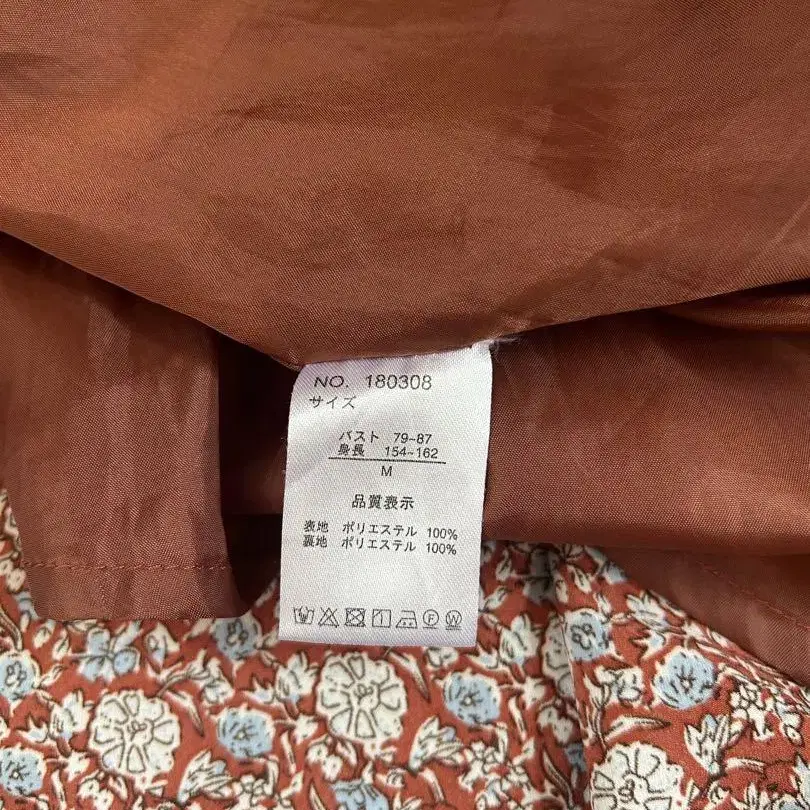 NO. 180308
サイズ
バスト 79~87
身長 154~162
M
品質表示
表地 ポリエステル 100%
裏地 ポリエステル 100%
F W